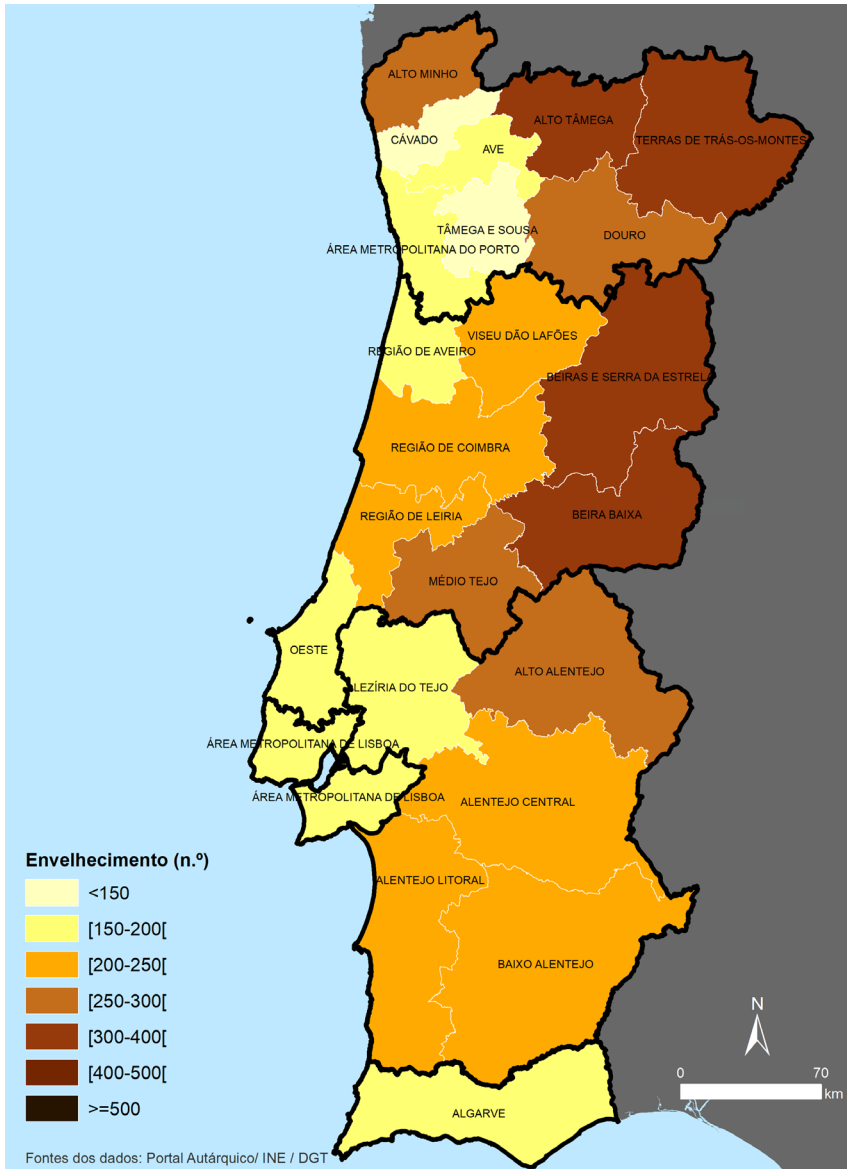 ALTO MINHO
ALTO TÂMEGA
TERRAS DE TRÁS-OS-MONTES
CÁVADO
AVE
TÂMEGA E SOUSA
DOURO
ÁREA METROPOLITANA DO PORTO
VISEU DÃO LAFÕES
REGIÃO DE AVEIRO
BEIRAS E SERRA DA ESTRELA
REGIÃO DE COIMBRA
REGIÃO DE LEIRIA
BEIRA BAIXA
MÉDIO TEJO
OESTE
ALTO ALENTEJO
LEZÍRIA DO TEJO
ÁREA METROPOLITANA DE LISBOA
ÁREA METROPOLITANA DE LISBOA
ALENTEJO CENTRAL
ALENTEJO LITORAL
BAIXO ALENTEJO
ALGARVE
Envelhecimento (n.º)
<150
[150-200[
[200-250[
[250-300[
[300-400[
[400-500[
>=500
N
0 70
km
Fontes dos dados: Portal Autárquico/ INE / DGT